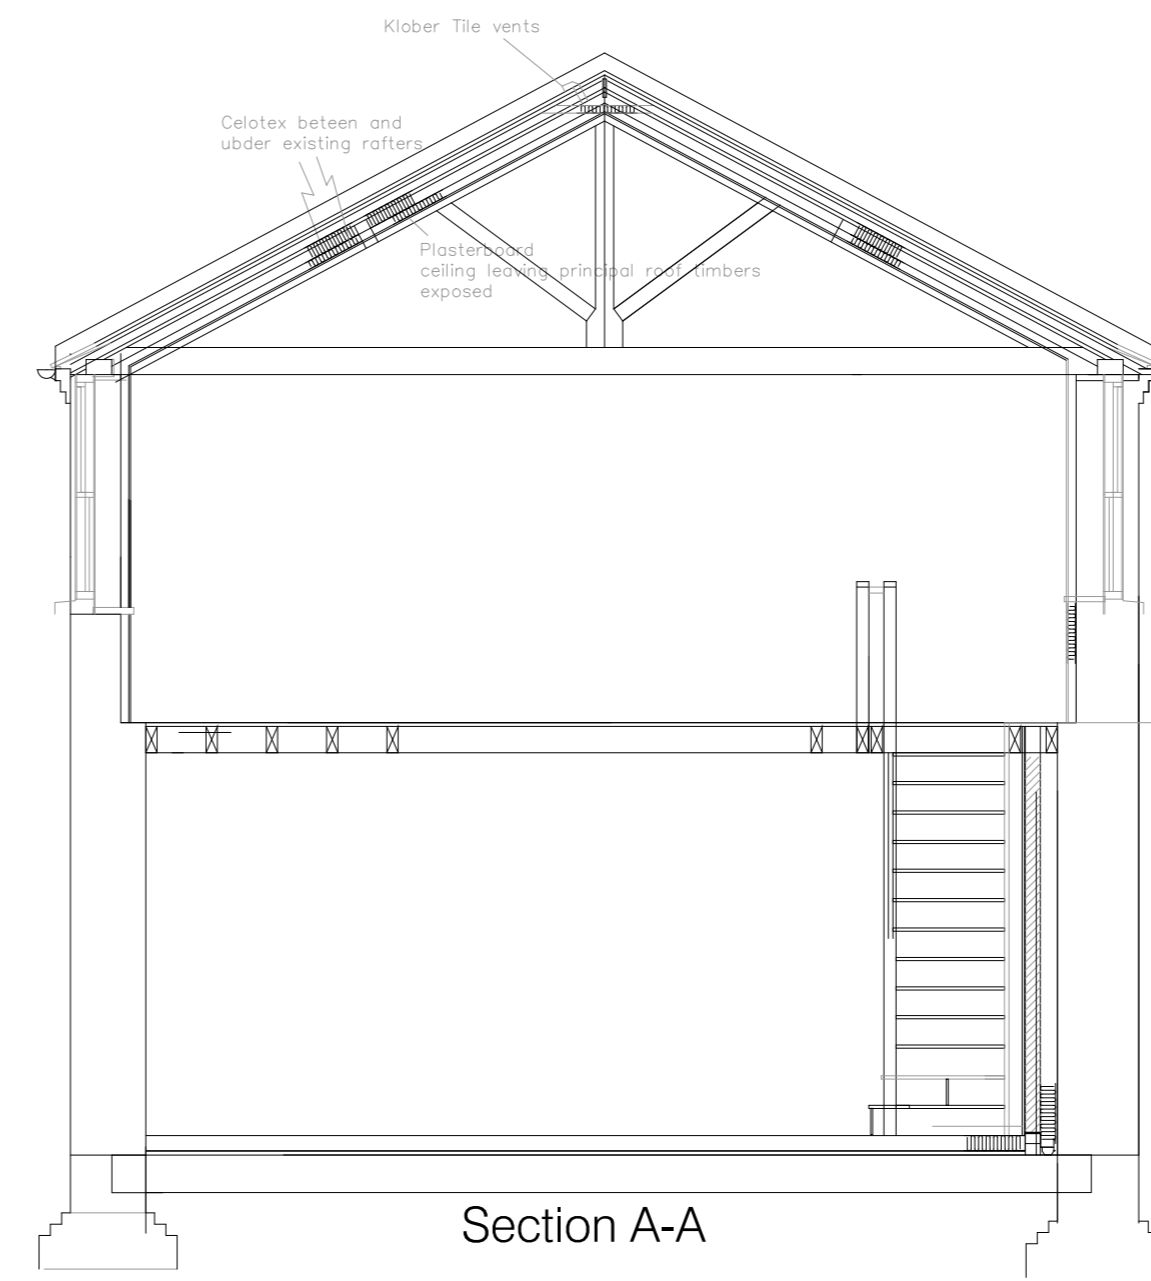 Klober Tile vents
Celotex beteen and
ubder existing rafters
Plasterboard
ceiling leaving principal roof timbers
exposed
Section A-A